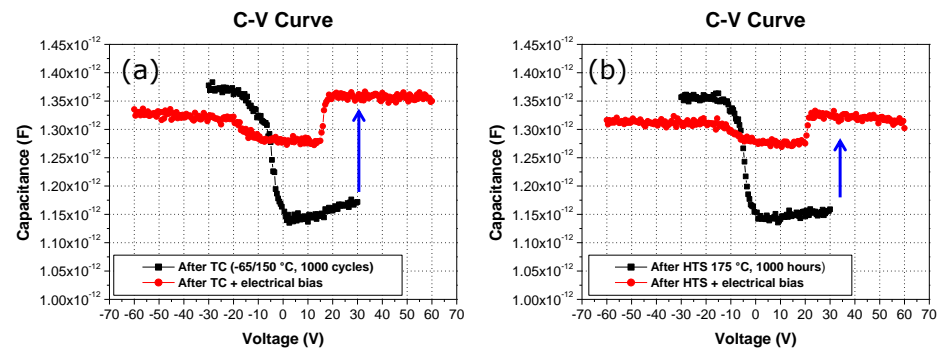 C-V Curve
(a)
Capacitance (F)
1.45x10⁻¹²
1.40x10⁻¹²
1.35x10⁻¹²
1.30x10⁻¹²
1.25x10⁻¹²
1.20x10⁻¹²
1.15x10⁻¹²
1.10x10⁻¹²
1.05x10⁻¹²
1.00x10⁻¹²
After TC (-65/150 °C, 1000 cycles)
After TC + electrical bias
-70 -60 -50 -40 -30 -20 -10 0 10 20 30 40 50 60 70
Voltage (V)
C-V Curve
(b)
Capacitance (F)
1.45x10⁻¹²
1.40x10⁻¹²
1.35x10⁻¹²
1.30x10⁻¹²
1.25x10⁻¹²
1.20x10⁻¹²
1.15x10⁻¹²
1.10x10⁻¹²
1.05x10⁻¹²
1.00x10⁻¹²
After HTS 175 °C, 1000 hours)
After HTS + electrical bias
-70 -60 -50 -40 -30 -20 -10 0 10 20 30 40 50 60 70
Voltage (V)